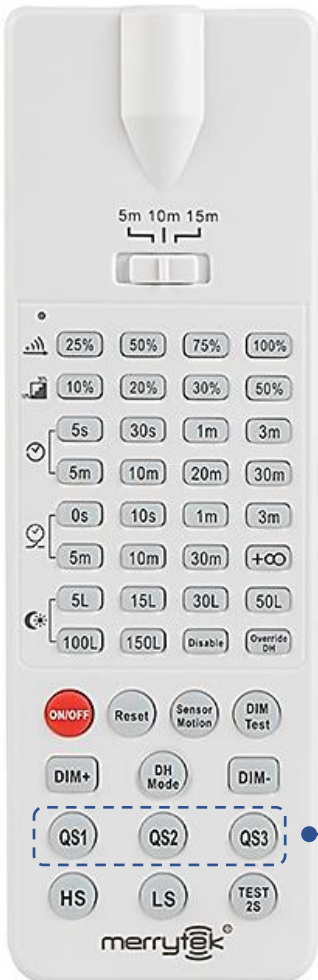 5m 10m 15m
25% 50% 75% 100%
10% 20% 30% 50%
5s 30s 1m 3m
5m 10m 20m 30m
0s 10s 1m 3m
5m 10m 30m +∞
5L 15L 30L 50L
100L 150L Disable Override DH
ON/OFF Reset Sensor Motion DIM Test
DIM+ DH Mode DIM-
QS1 QS2 QS3
HS LS TEST 2S
merrytek®